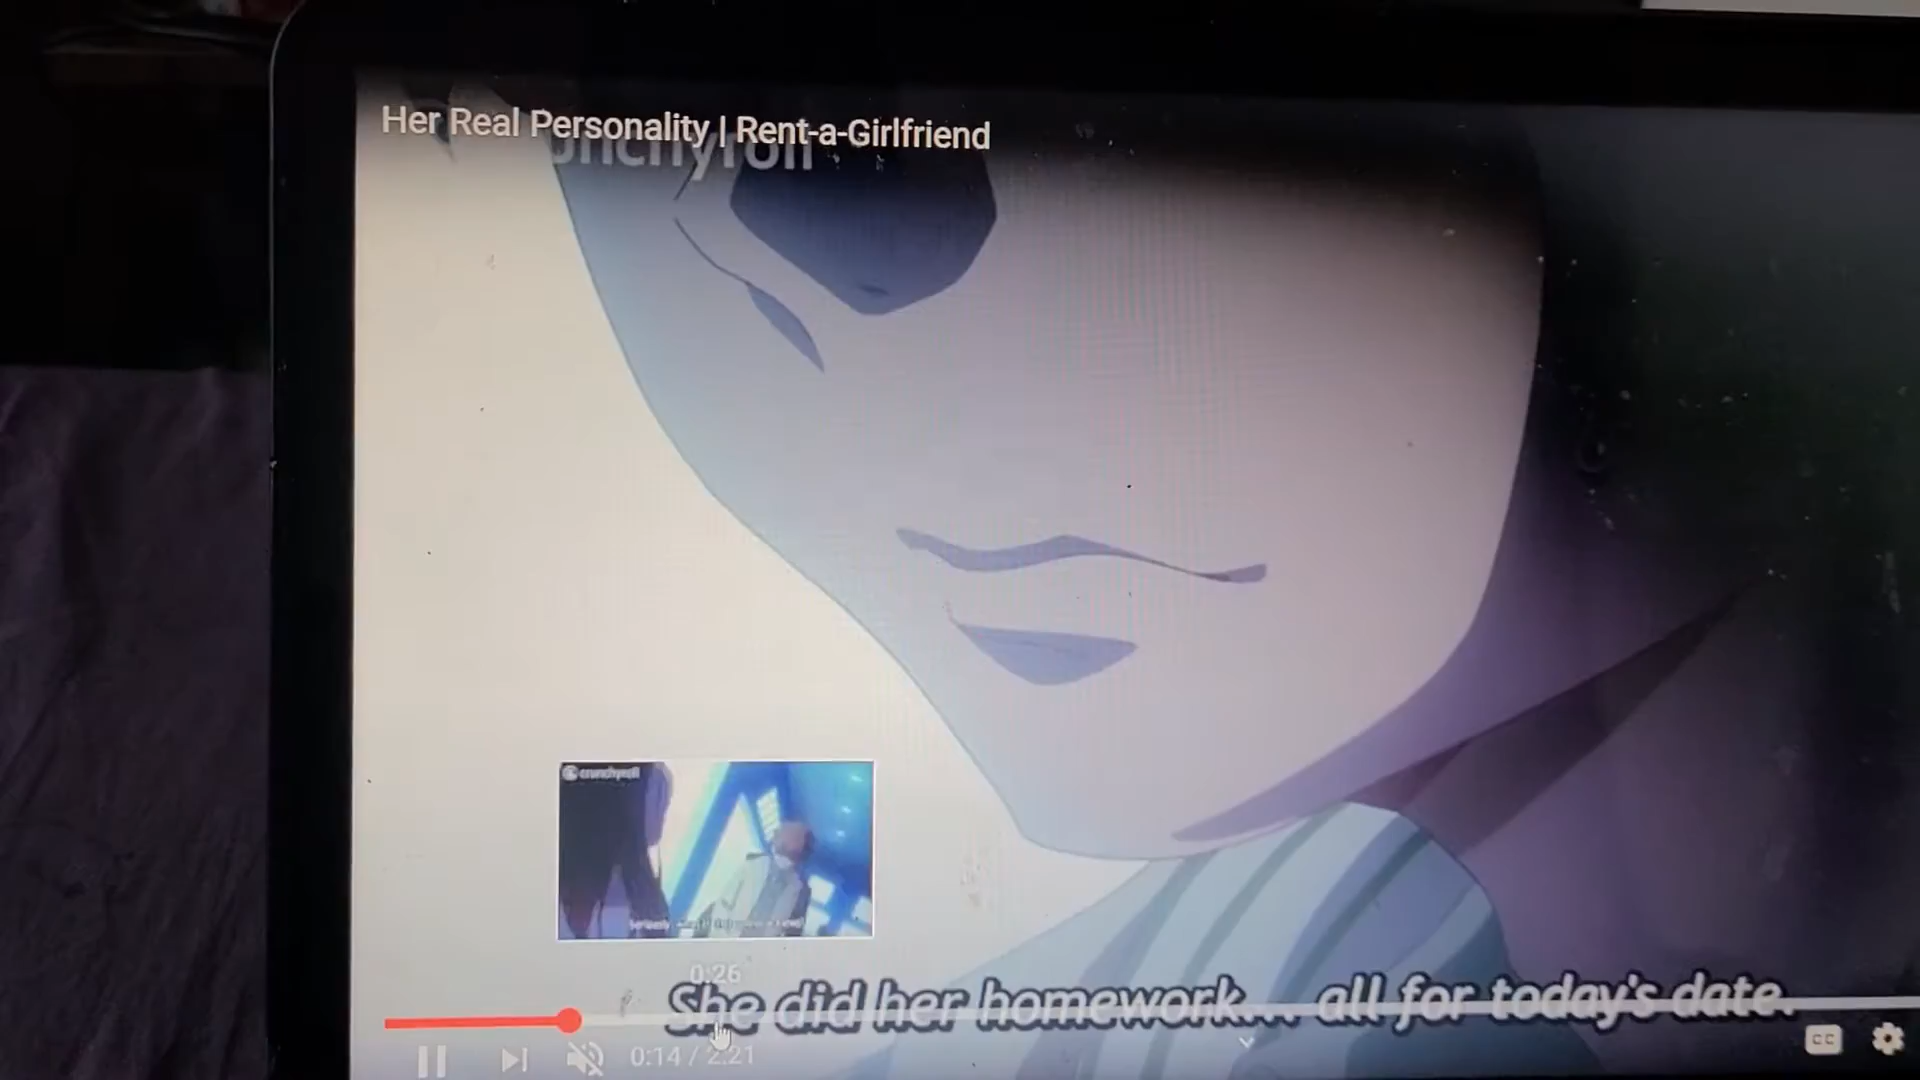 Her Real Personality | Rent-a-Girlfriend
crunchyroll
0:26
She did her homework... all for today's date.
0:14 / 2:21
CC